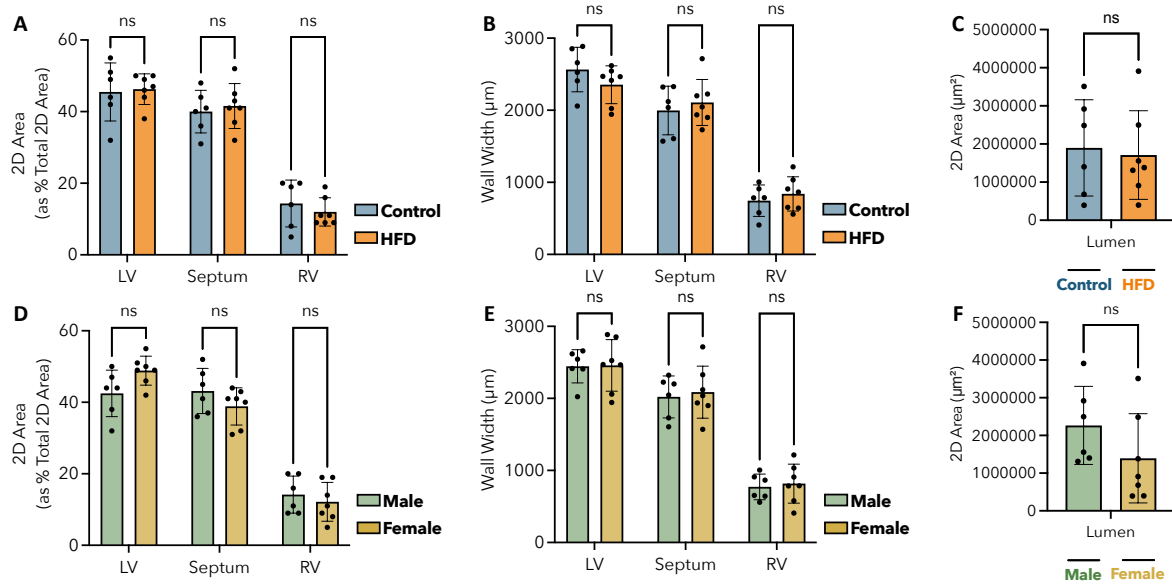 A
ns
ns
ns
2D Area
(as % Total 2D Area)
60
40
20
0
LV
Septum
RV
Control
HFD
B
ns
ns
ns
Wall Width (µm)
3000
2000
1000
0
LV
Septum
RV
Control
HFD
C
ns
2D Area (µm²)
5000000
4000000
3000000
2000000
1000000
0
Lumen
Control
HFD
D
ns
ns
ns
2D Area
(as % Total 2D Area)
60
40
20
0
LV
Septum
RV
Male
Female
E
ns
ns
ns
Wall Width (µm)
3000
2000
1000
0
LV
Septum
RV
Male
Female
F
ns
2D Area (µm²)
5000000
4000000
3000000
2000000
1000000
0
Lumen
Male
Female